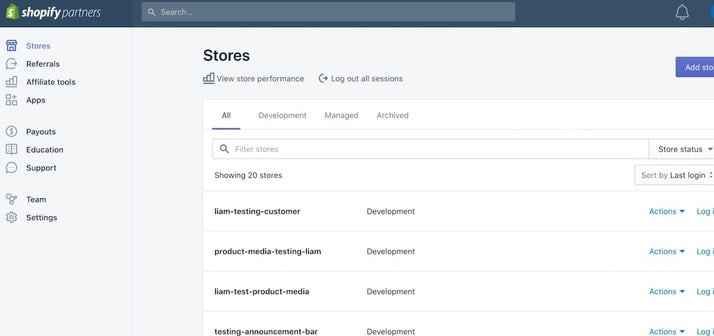 shopify partners
Search...
Stores
Referrals
Affiliate tools
Apps
Payouts
Education
Support
Team
Settings
Stores
View store performance Log out all sessions
Add sto
All Development Managed Archived
Filter stores
Store status
Showing 20 stores
Sort by Last login
liam-testing-customer Development Actions Log i
product-media-testing-liam Development Actions Log i
liam-test-product-media Development Actions Log i
testing-announcement-bar Development Actions Log i